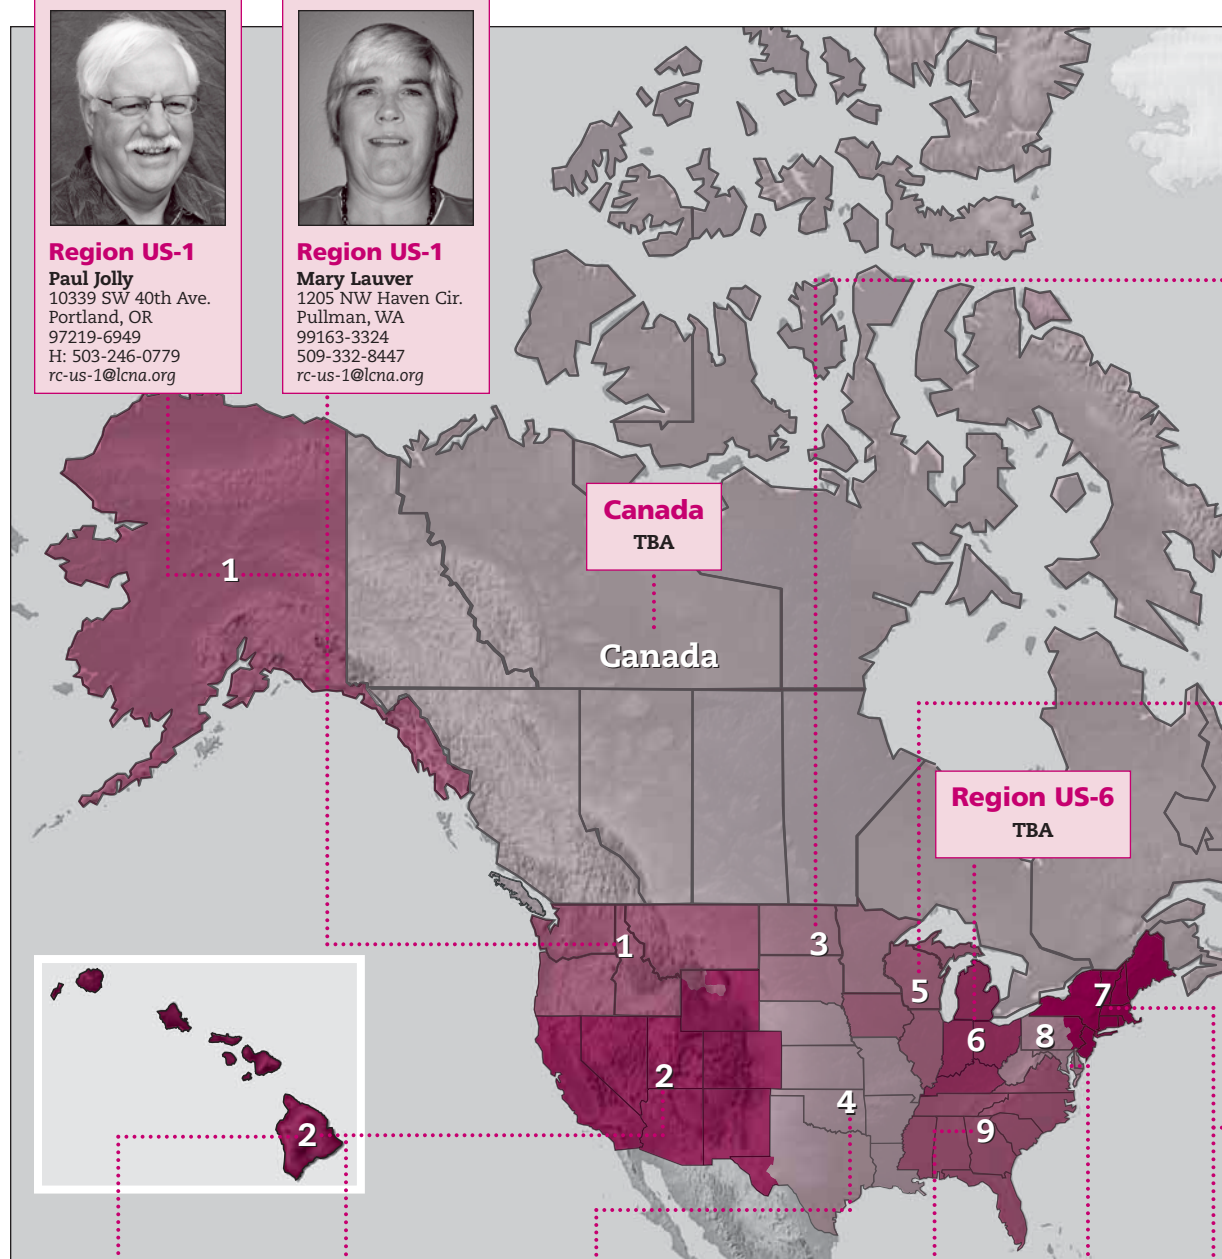 Region US-1
Paul Jolly
10339 SW 40th Ave.
Portland, OR
97219-6949
H: 503-246-0779
rc-us-1@lcna.org
Region US-1
Mary Lauver
1205 NW Haven Cir.
Pullman, WA
99163-3324
509-332-8447
rc-us-1@lcna.org
Canada
TBA
1
Canada
Region US-6
TBA
1
3
5
7
6
8
2
4
9
2